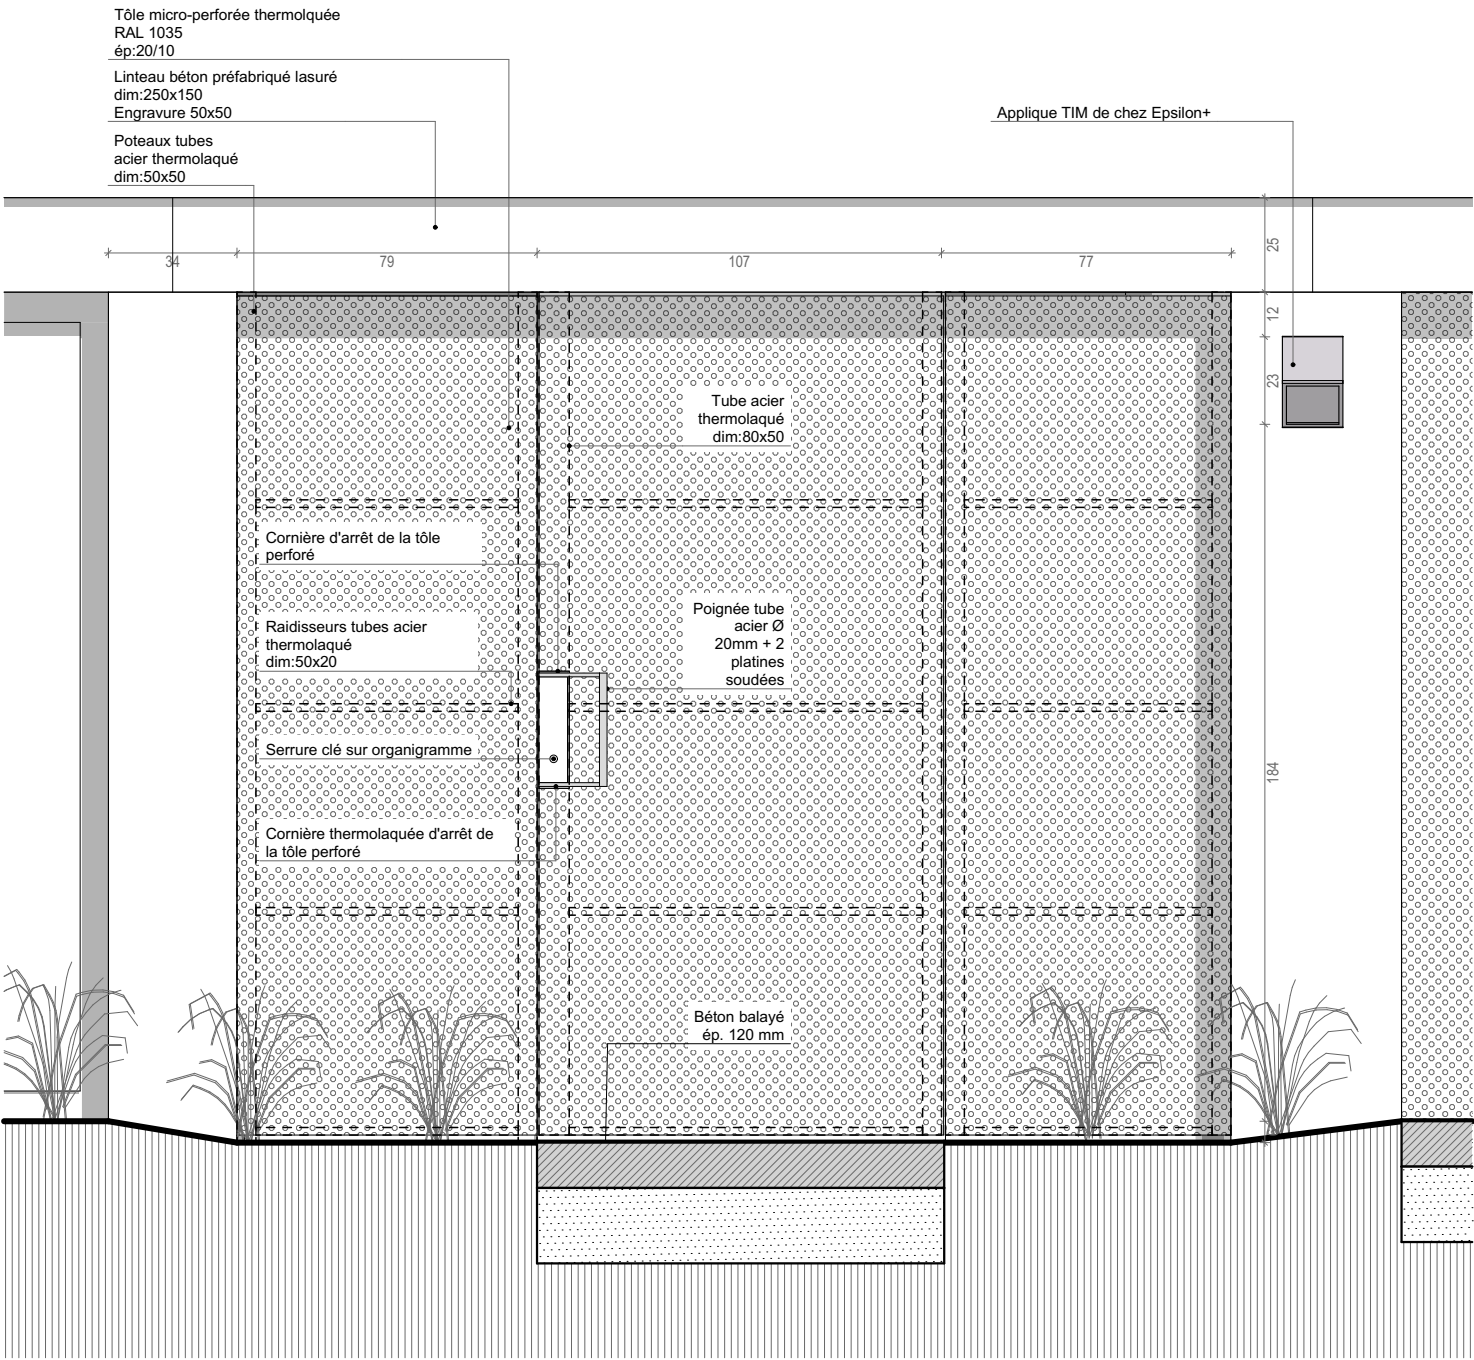 Tôle micro-perforée thermolquée
RAL 1035
ép:20/10
Linteau béton préfabriqué lasuré
dim:250x150
Engravure 50x50
Poteaux tubes
acier thermolaqué
dim:50x50
Applique TIM de chez Epsilon+
34
79
107
77
25
12
23
184
Tube acier
thermolaqué
dim:80x50
Cornière d'arrêt de la tôle
perforé
Raidisseurs tubes acier
thermolaqué
dim:50x20
Poignée tube
acier Ø
20mm + 2
platines
soudées
Serrure clé sur organigramme
Cornière thermolaquée d'arrêt de
la tôle perforé
Béton balayé
ép. 120 mm